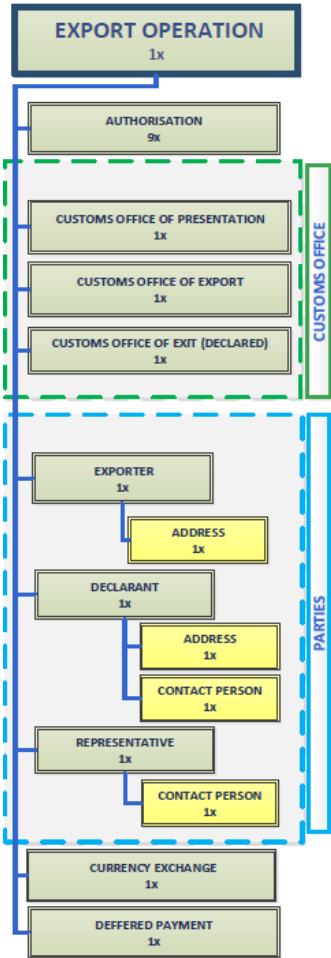 EXPORT OPERATION
1x
AUTHORISATION
9x
CUSTOMS OFFICE OF PRESENTATION
1x
CUSTOMS OFFICE OF EXPORT
1x
CUSTOMS OFFICE OF EXIT (DECLARED)
1x
CUSTOMS OFFICE
EXPORTER
1x
ADDRESS
1x
DECLARANT
1x
ADDRESS
1x
CONTACT PERSON
1x
REPRESENTATIVE
1x
CONTACT PERSON
1x
PARTIES
CURRENCY EXCHANGE
1x
DEFFERED PAYMENT
1x